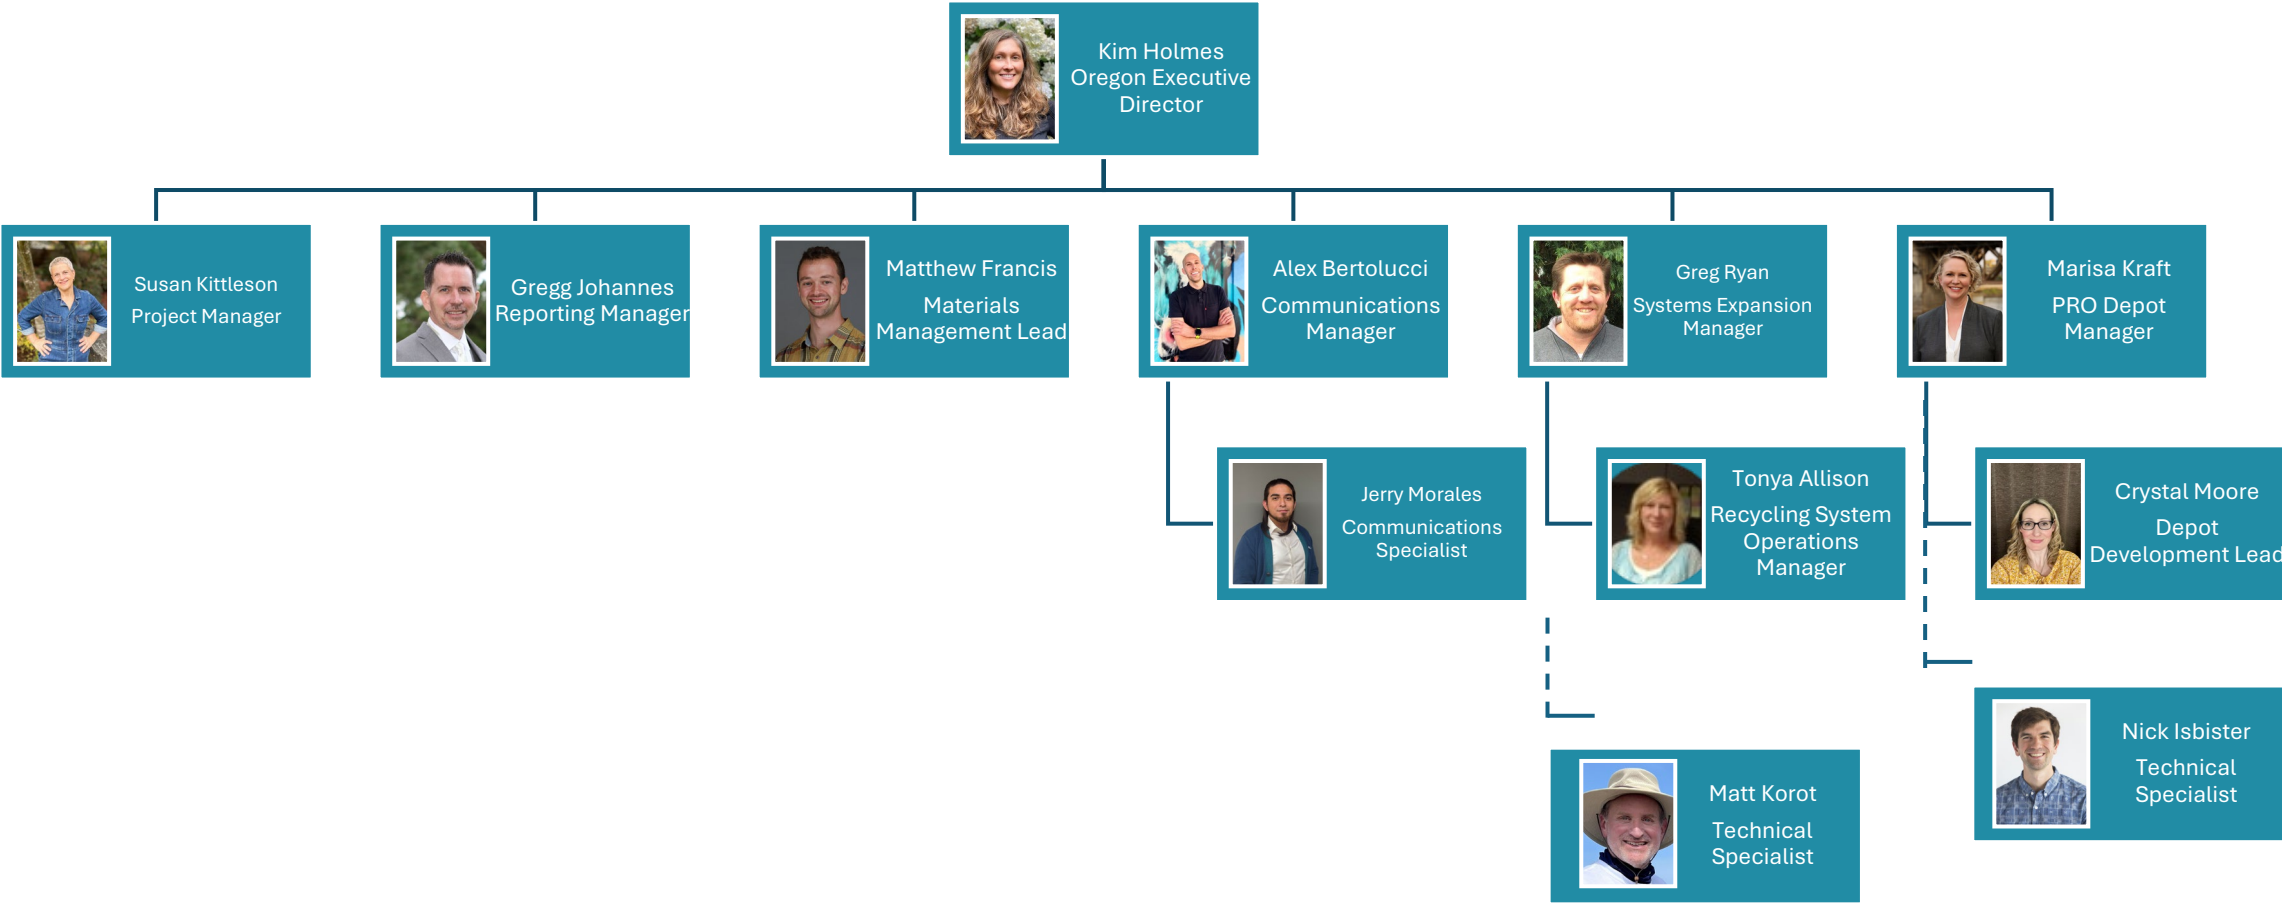 Kim Holmes
Oregon Executive
Director
Susan Kittleson
Project Manager
Gregg Johannes
Reporting Manager
Matthew Francis
Materials
Management Lead
Alex Bertolucci
Communications
Manager
Greg Ryan
Systems Expansion
Manager
Marisa Kraft
PRO Depot
Manager
Jerry Morales
Communications
Specialist
Tonya Allison
Recycling System
Operations
Manager
Crystal Moore
Depot
Development Lead
Matt Korot
Technical
Specialist
Nick Isbister
Technical
Specialist